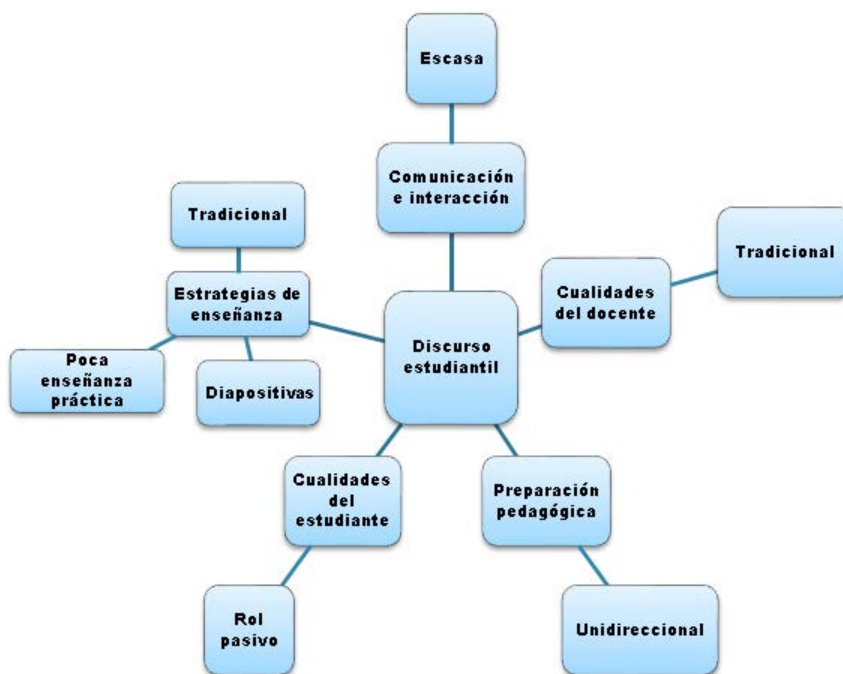 Escasa
Comunicación
e interacción
Tradicional
Tradicional
Cualidades
del docente
Estrategias de
enseñanza
Discurso
estudiantil
Poca
enseñanza
práctica
Diapositivas
Cualidades
del
estudiante
Preparación
pedagógica
Rol
pasivo
Unidireccional